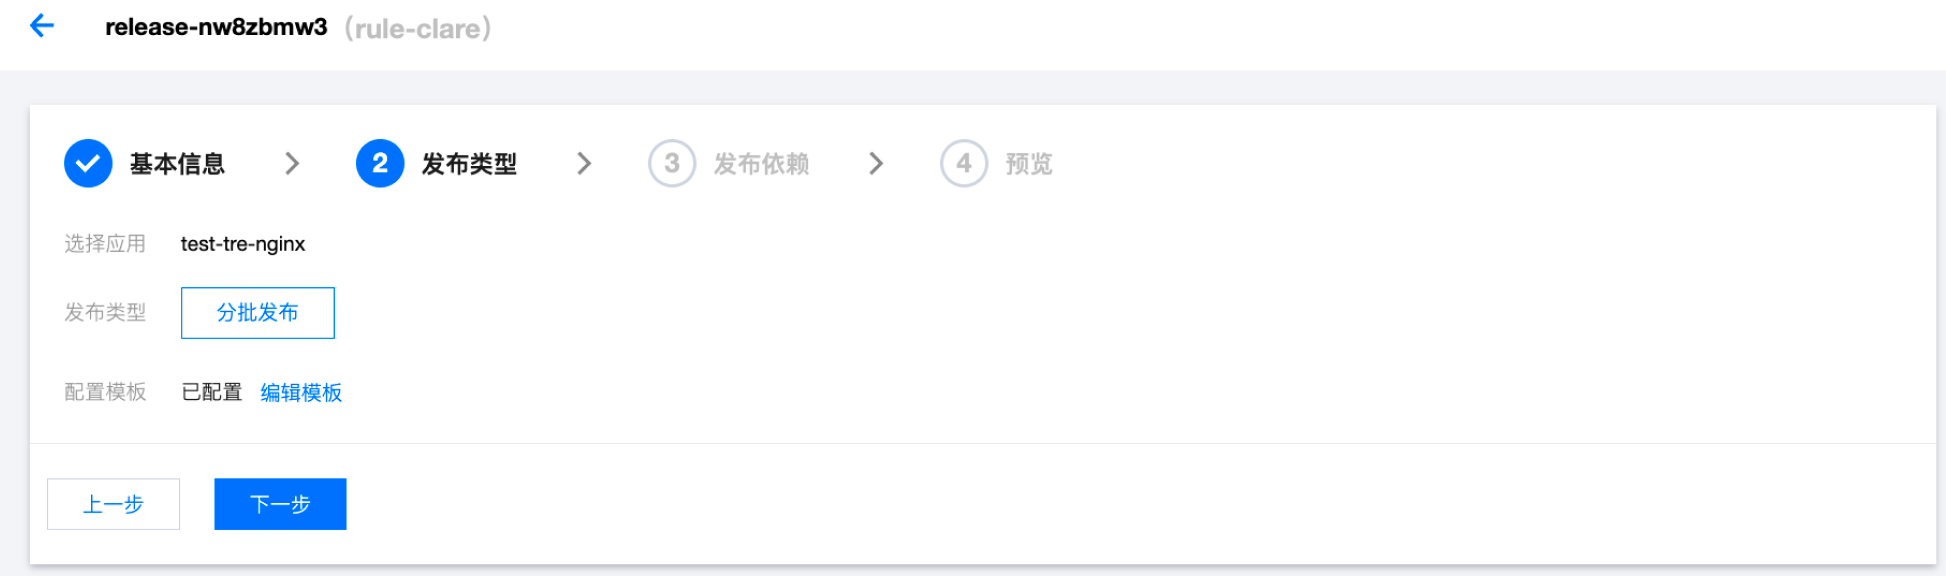 release-nw8zbmw3（rule-clare）
基本信息 2 发布类型 3 发布依赖 4 预览
选择应用 test-tre-nginx
发布类型 分批发布
配置模板 已配置 编辑模板
上一步 下一步